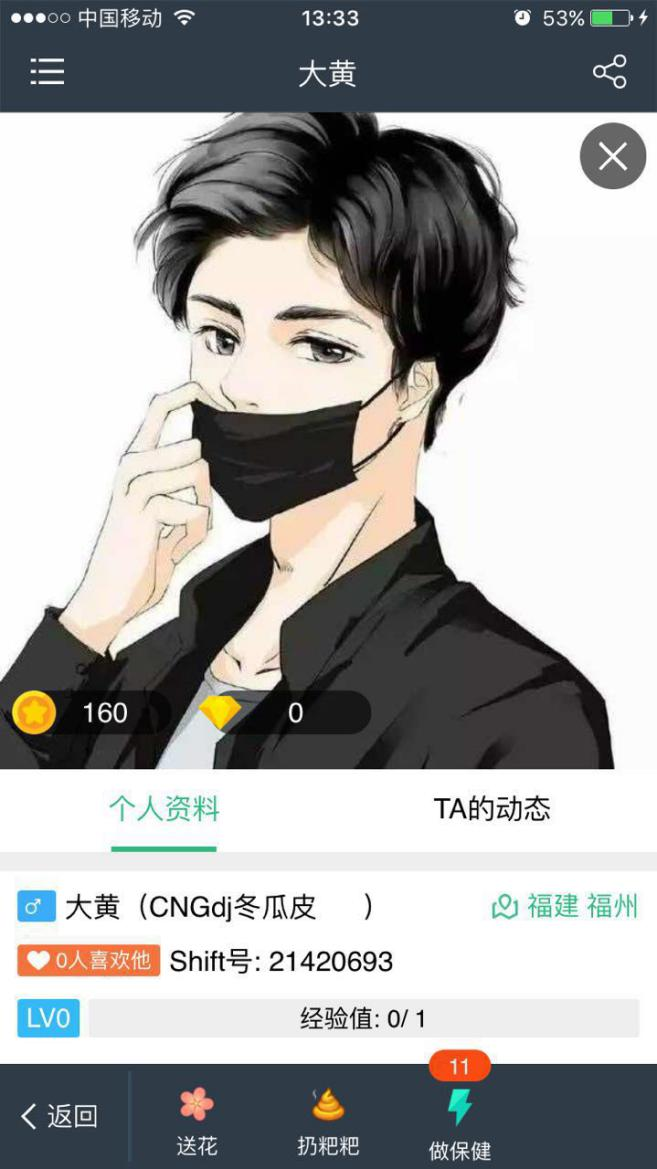 中国移动 13:33 53%
大黄
160 0
个人资料 TA的动态
♂ 大黄（CNGdj冬瓜皮 ） 福建 福州
0人喜欢他 Shift号: 21420693
LV0 经验值: 0/ 1
11
返回 送花 扔粑粑 做保健